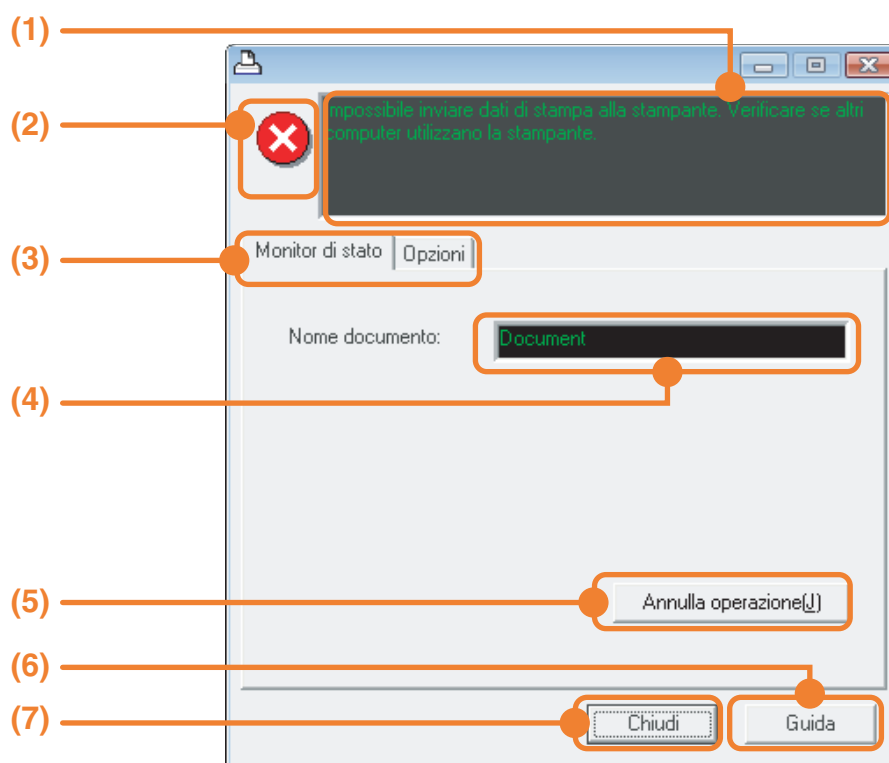 (1)
(2)
Impossibile inviare dati di stampa alla stampante. Verificare se altri
computer utilizzano la stampante.
(3)
Monitor di stato
Opzioni
Nome documento:
Document
(4)
(5)
Annulla operazione(J)
(6)
(7)
Chiudi
Guida